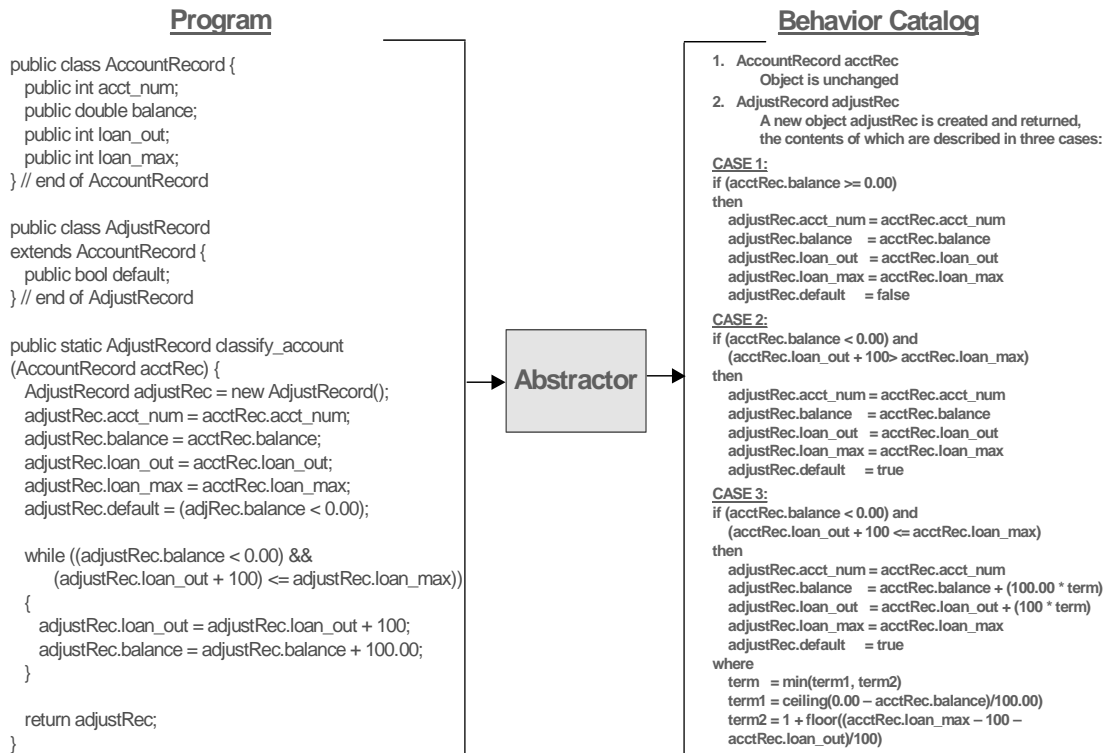 Program
public class AccountRecord {
public int acct_num;
public double balance;
public int loan_out;
public int loan_max;
} // end of AccountRecord
public class AdjustRecord
extends AccountRecord {
public bool default;
} // end of AdjustRecord
public static AdjustRecord classify_account
(AccountRecord acctRec) {
AdjustRecord adjustRec = new AdjustRecord();
adjustRec.acct_num = acctRec.acct_num;
adjustRec.balance = acctRec.balance;
adjustRec.loan_out = acctRec.loan_out;
adjustRec.loan_max = acctRec.loan_max;
adjustRec.default = (adjRec.balance < 0.00);
while ((adjustRec.balance < 0.00) &&
(adjustRec.loan_out + 100) <= adjustRec.loan_max))
{
adjustRec.loan_out = adjustRec.loan_out + 100;
adjustRec.balance = adjustRec.balance + 100.00;
}
return adjustRec;
}
Abstractor
Behavior Catalog
1. AccountRecord acctRec
Object is unchanged
2. AdjustRecord adjustRec
A new object adjustRec is created and returned,
the contents of which are described in three cases:
CASE 1:
if (acctRec.balance >= 0.00)
then
adjustRec.acct_num = acctRec.acct_num
adjustRec.balance = acctRec.balance
adjustRec.loan_out = acctRec.loan_out
adjustRec.loan_max = acctRec.loan_max
adjustRec.default = false
CASE 2:
if (acctRec.balance < 0.00) and
(acctRec.loan_out + 100> acctRec.loan_max)
then
adjustRec.acct_num = acctRec.acct_num
adjustRec.balance = acctRec.balance
adjustRec.loan_out = acctRec.loan_out
adjustRec.loan_max = acctRec.loan_max
adjustRec.default = true
CASE 3:
if (acctRec.balance < 0.00) and
(acctRec.loan_out + 100 <= acctRec.loan_max)
then
adjustRec.acct_num = acctRec.acct_num
adjustRec.balance = acctRec.balance + (100.00 * term)
adjustRec.loan_out = acctRec.loan_out + (100 * term)
adjustRec.loan_max = acctRec.loan_max
adjustRec.default = true
where
term = min(term1, term2)
term1 = ceiling(0.00 – acctRec.balance)/100.00)
term2 = 1 + floor((acctRec.loan_max – 100 –
acctRec.loan_out)/100)